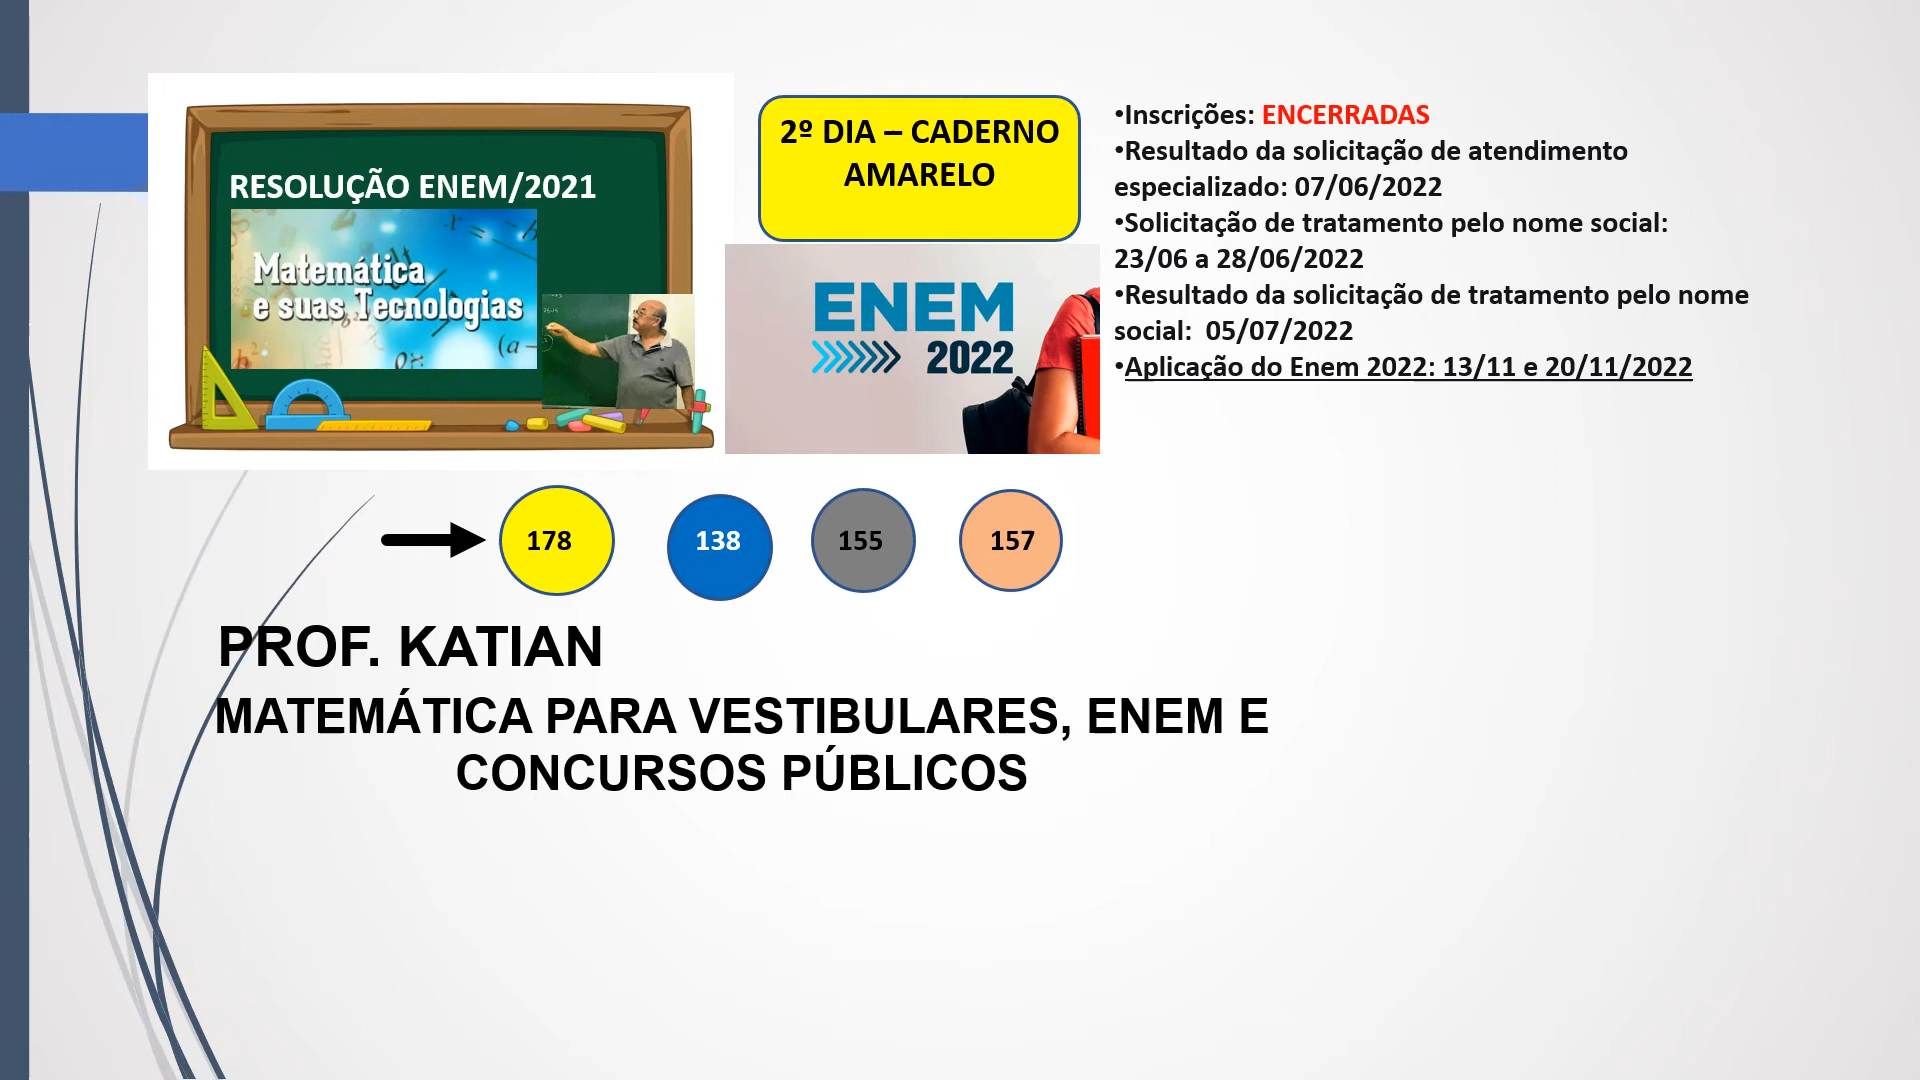 RESOLUÇÃO ENEM/2021
Matemática
e suas Tecnologias
2º DIA – CADERNO
AMARELO
ENEM
2022
•Inscrições: ENCERRADAS
•Resultado da solicitação de atendimento
especializado: 07/06/2022
•Solicitação de tratamento pelo nome social:
23/06 a 28/06/2022
•Resultado da solicitação de tratamento pelo nome
social:  05/07/2022
•Aplicação do Enem 2022: 13/11 e 20/11/2022
178
138
155
157
PROF. KATIAN
MATEMÁTICA PARA VESTIBULARES, ENEM E
CONCURSOS PÚBLICOS